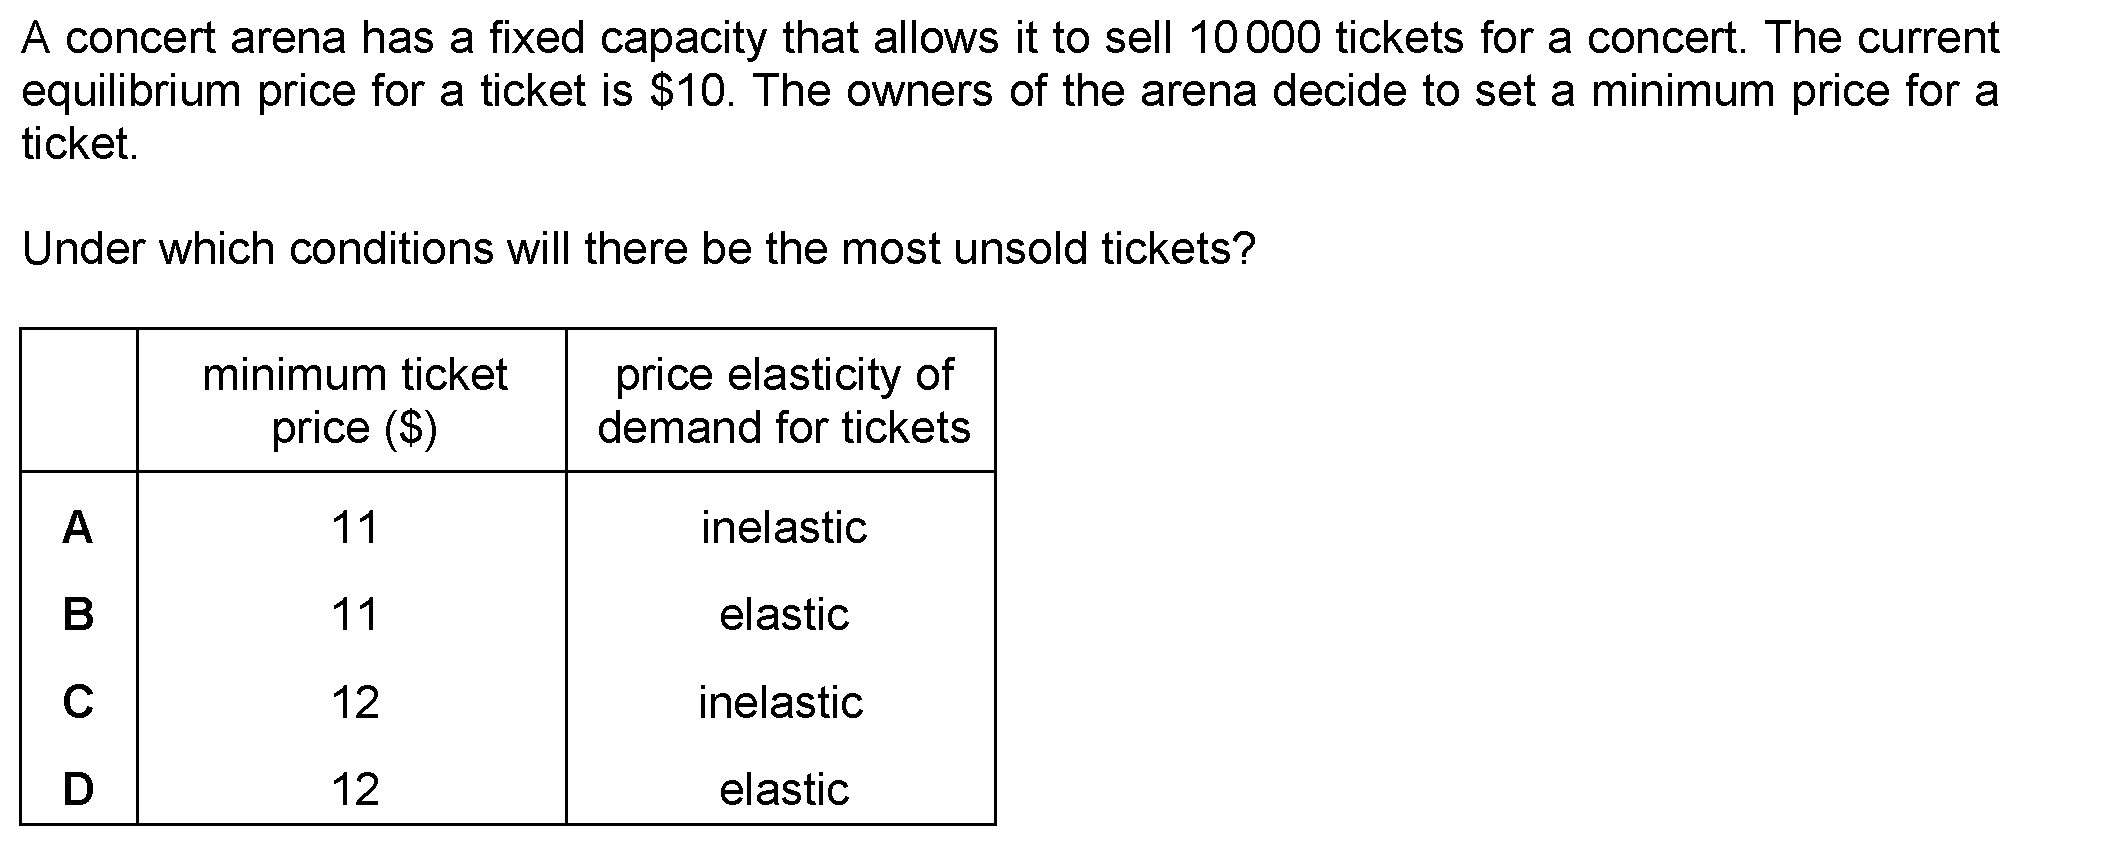 A concert arena has a fixed capacity that allows it to sell 10 000 tickets for a concert. The current
equilibrium price for a ticket is $10. The owners of the arena decide to set a minimum price for a
ticket.
Under which conditions will there be the most unsold tickets?
minimum ticket price elasticity of
price ($) demand for tickets
A 11 inelastic
B 11 elastic
C 12 inelastic
D 12 elastic